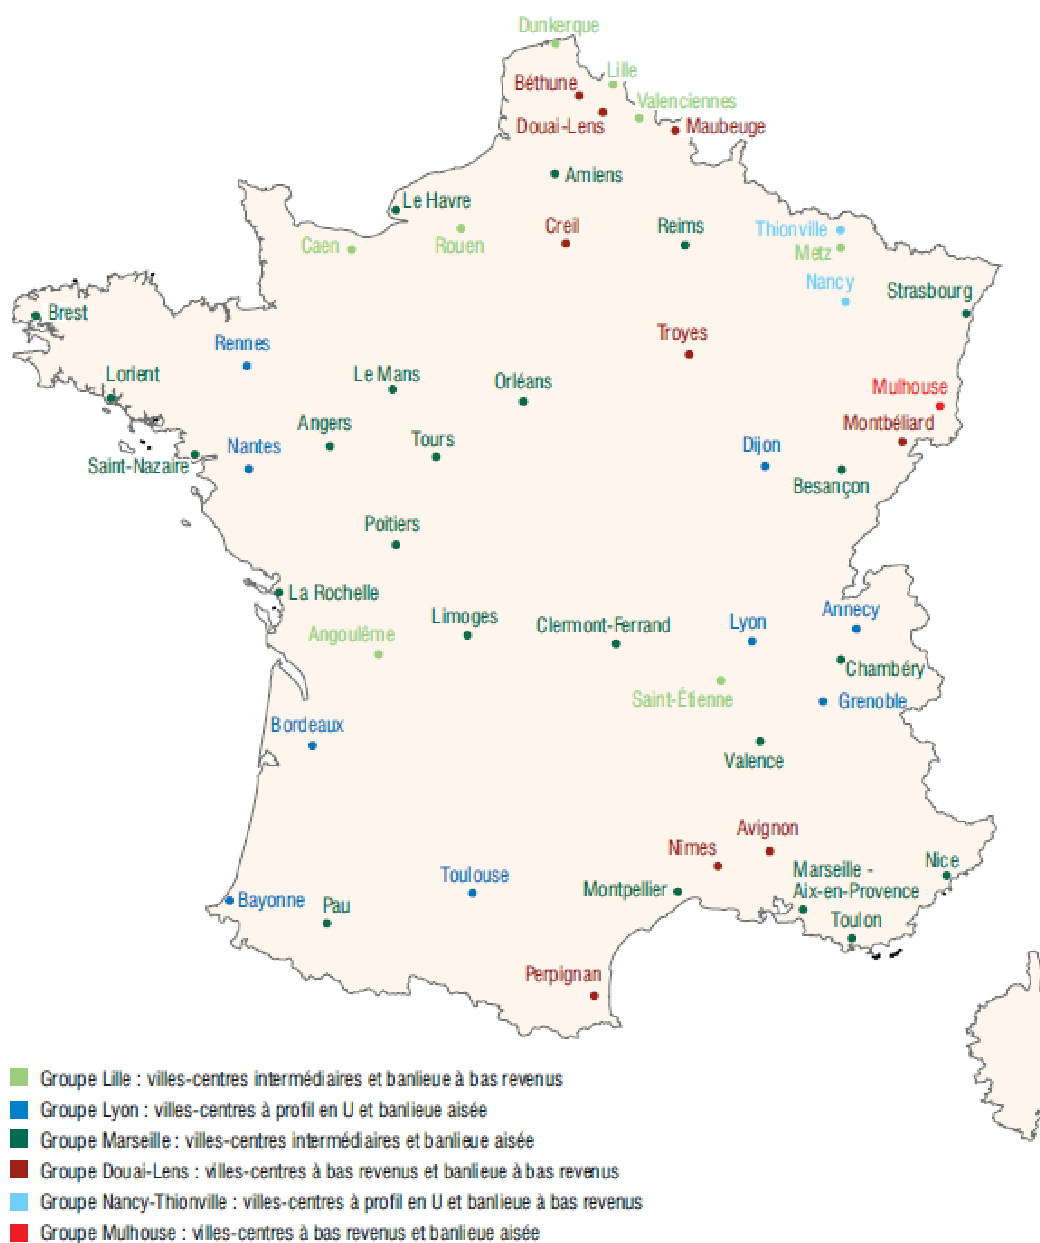 Dunkerque
Lille
Béthune
Valenciennes
Douai-Lens
Maubeuge
Amiens
Le Havre
Creil
Reims
Thionville
Caen
Rouen
Metz
Nancy
Strasbourg
Brest
Rennes
Troyes
Lorient
Le Mans
Orléans
Mulhouse
Angers
Montbéliard
Tours
Nantes
Dijon
Saint-Nazaire
Besançon
Poitiers
La Rochelle
Annecy
Limoges
Clermont-Ferrand
Lyon
Angoulême
Chambéry
Saint-Étienne
Grenoble
Bordeaux
Valence
Avignon
Nîmes
Nice
Marseille -
Aix-en-Provence
Toulouse
Montpellier
Bayonne
Pau
Toulon
Perpignan
Groupe Lille : villes-centres intermédiaires et banlieue à bas revenus
Groupe Lyon : villes-centres à profil en U et banlieue aisée
Groupe Marseille : villes-centres intermédiaires et banlieue aisée
Groupe Douai-Lens : villes-centres à bas revenus et banlieue à bas revenus
Groupe Nancy-Thionville : villes-centres à profil en U et banlieue à bas revenus
Groupe Mulhouse : villes-centres à bas revenus et banlieue aisée